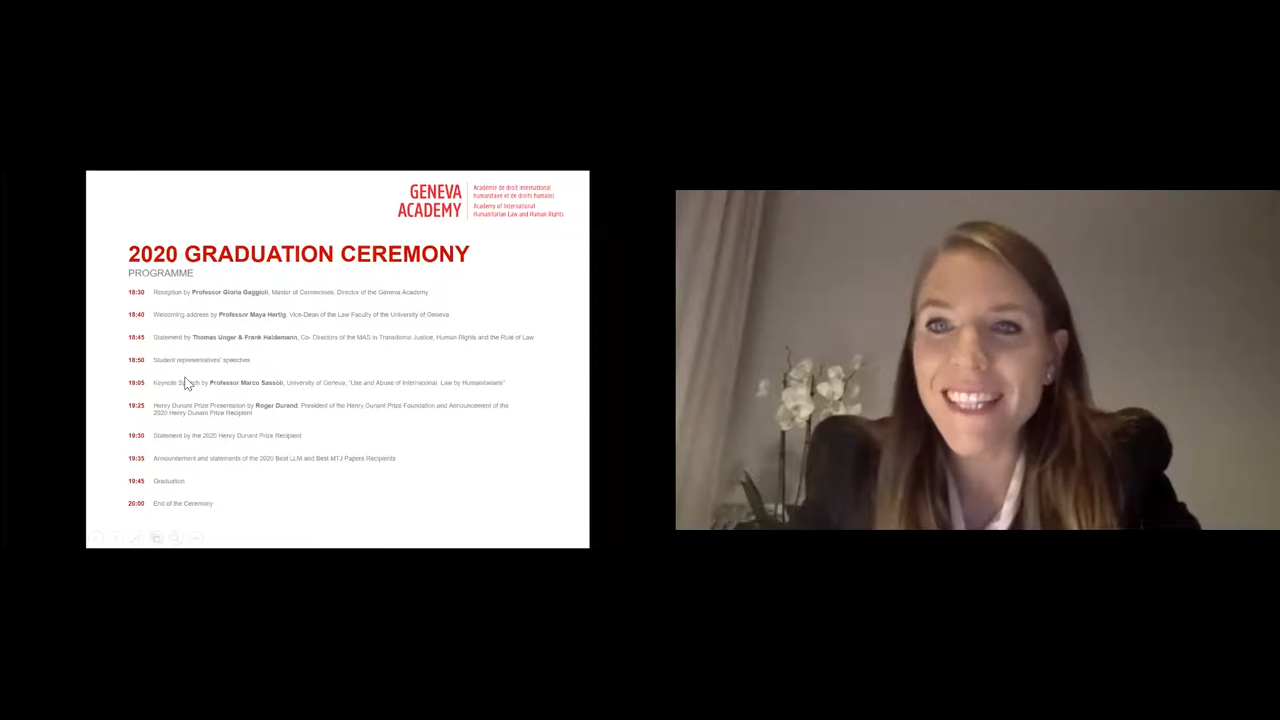 GENEVA
ACADEMY
Académie de droit international
humanitaire et de droits humains
Academy of International
Humanitarian Law and Human Rights
2020 GRADUATION CEREMONY
PROGRAMME
18:30 Reception by Professor Gloria Gaggioli, Master of Ceremonies, Director of the Geneva Academy
18:40 Welcoming address by Professor Maya Hertig, Vice-Dean of the Law Faculty of the University of Geneva
18:45 Statement by Thomas Unger & Frank Haldemann, Co- Directors of the MAS in Transitional Justice, Human Rights and the Rule of Law
18:50 Student representatives' speeches
19:05 Keynote Speech by Professor Marco Sassòli, University of Geneva, "Use and Abuse of International Law by Humanitarians"
19:25 Henry Dunant Prize Presentation by Roger Durand, President of the Henry Dunant Prize Foundation and Announcement of the
2020 Henry Dunant Prize Recipient
19:30 Statement by the 2020 Henry Dunant Prize Recipient
19:35 Announcement and statements of the 2020 Best LLM and Best MTJ Papers Recipients
19:45 Graduation
20:00 End of the Ceremony